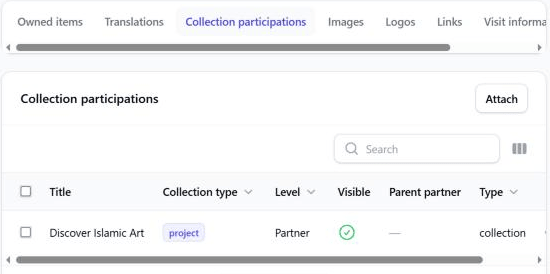 Owned items Translations Collection participations Images Logos Links Visit informa
Collection participations Attach
Search
Title Collection type Level Visible Parent partner Type
Discover Islamic Art project Partner — collection